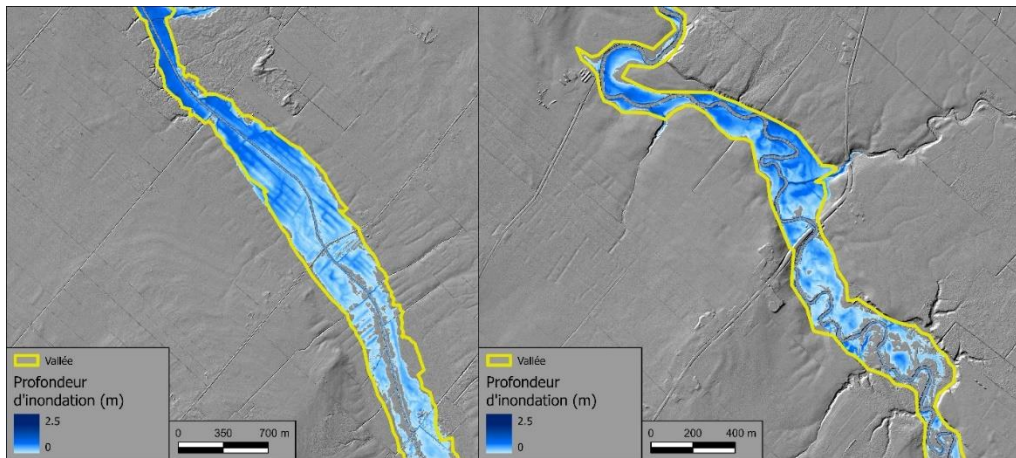 Vallée
Profondeur
d'inondation (m)
2.5
0
0 350 700 m
Vallée
Profondeur
d'inondation (m)
2.5
0
0 200 400 m